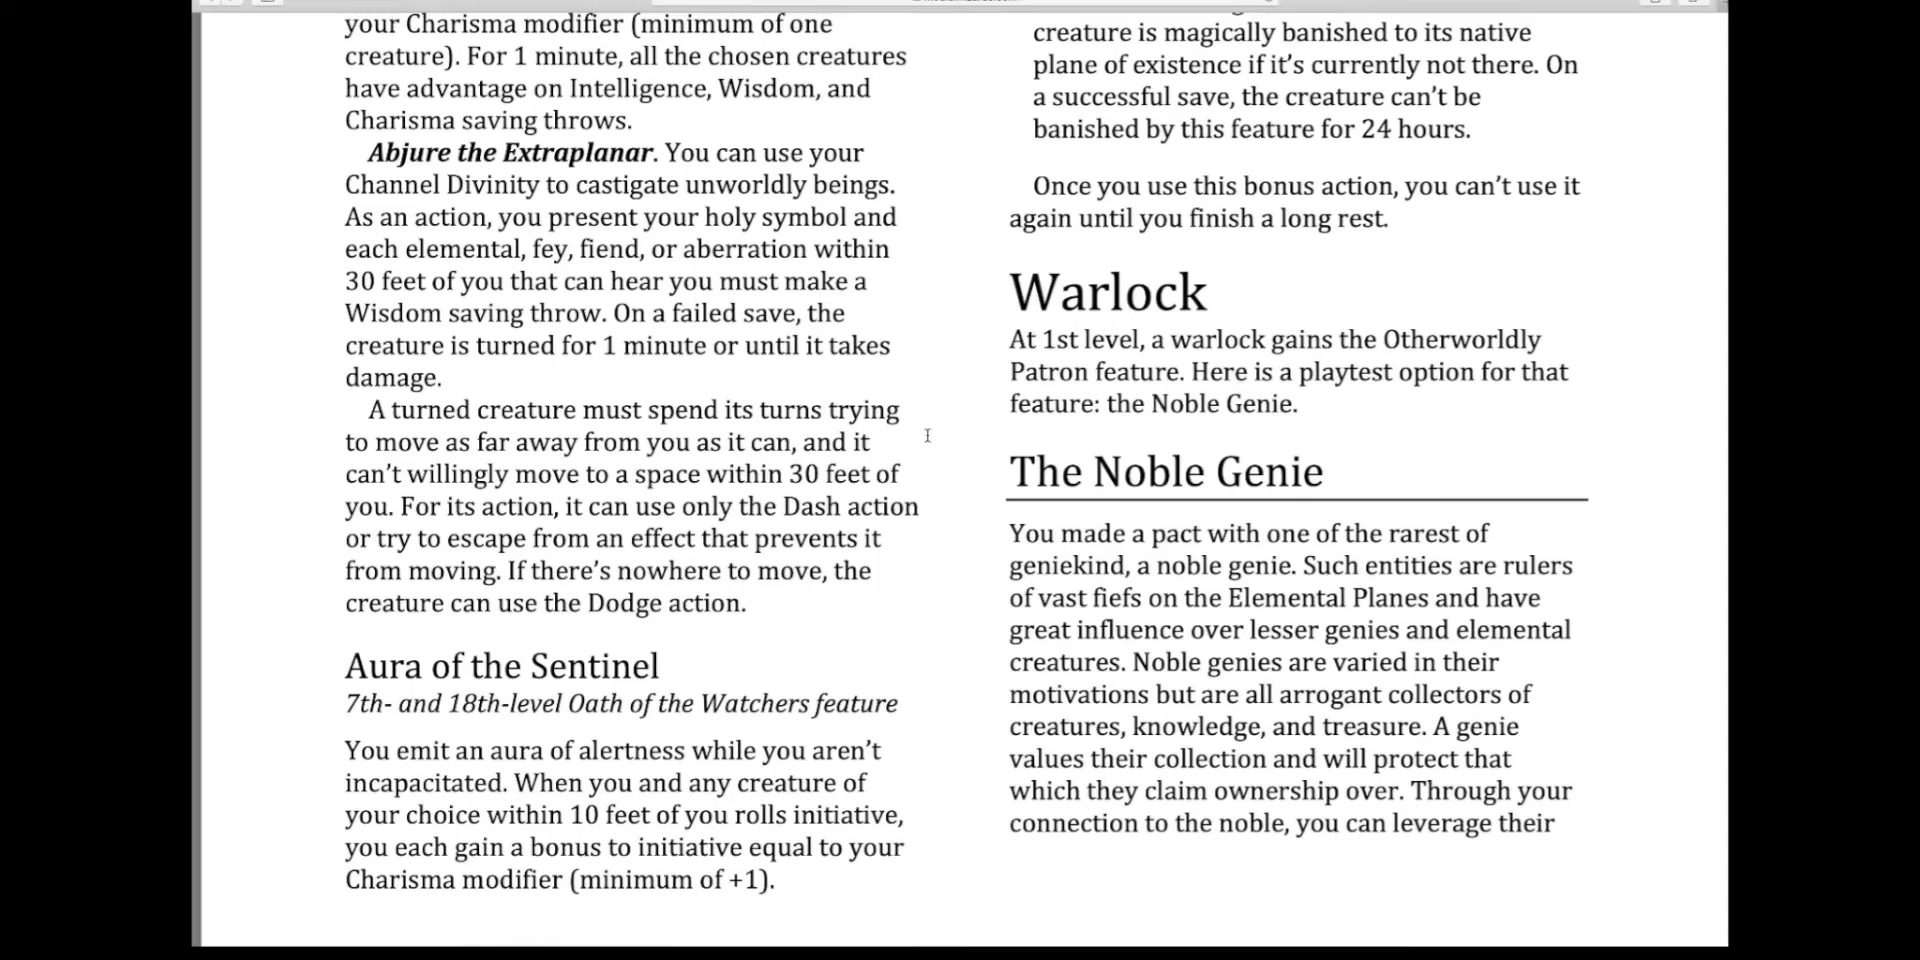 your Charisma modifier (minimum of one
creature). For 1 minute, all the chosen creatures
have advantage on Intelligence, Wisdom, and
Charisma saving throws.
Abjure the Extraplanar. You can use your
Channel Divinity to castigate unworldly beings.
As an action, you present your holy symbol and
each elemental, fey, fiend, or aberration within
30 feet of you that can hear you must make a
Wisdom saving throw. On a failed save, the
creature is turned for 1 minute or until it takes
damage.
A turned creature must spend its turns trying
to move as far away from you as it can, and it
can’t willingly move to a space within 30 feet of
you. For its action, it can use only the Dash action
or try to escape from an effect that prevents it
from moving. If there’s nowhere to move, the
creature can use the Dodge action.
Aura of the Sentinel
7th- and 18th-level Oath of the Watchers feature
You emit an aura of alertness while you aren’t
incapacitated. When you and any creature of
your choice within 10 feet of you rolls initiative,
you each gain a bonus to initiative equal to your
Charisma modifier (minimum of +1).
creature is magically banished to its native
plane of existence if it’s currently not there. On
a successful save, the creature can’t be
banished by this feature for 24 hours.
Once you use this bonus action, you can’t use it
again until you finish a long rest.
Warlock
At 1st level, a warlock gains the Otherworldly
Patron feature. Here is a playtest option for that
feature: the Noble Genie.
The Noble Genie
You made a pact with one of the rarest of
geniekind, a noble genie. Such entities are rulers
of vast fiefs on the Elemental Planes and have
great influence over lesser genies and elemental
creatures. Noble genies are varied in their
motivations but are all arrogant collectors of
creatures, knowledge, and treasure. A genie
values their collection and will protect that
which they claim ownership over. Through your
connection to the noble, you can leverage their